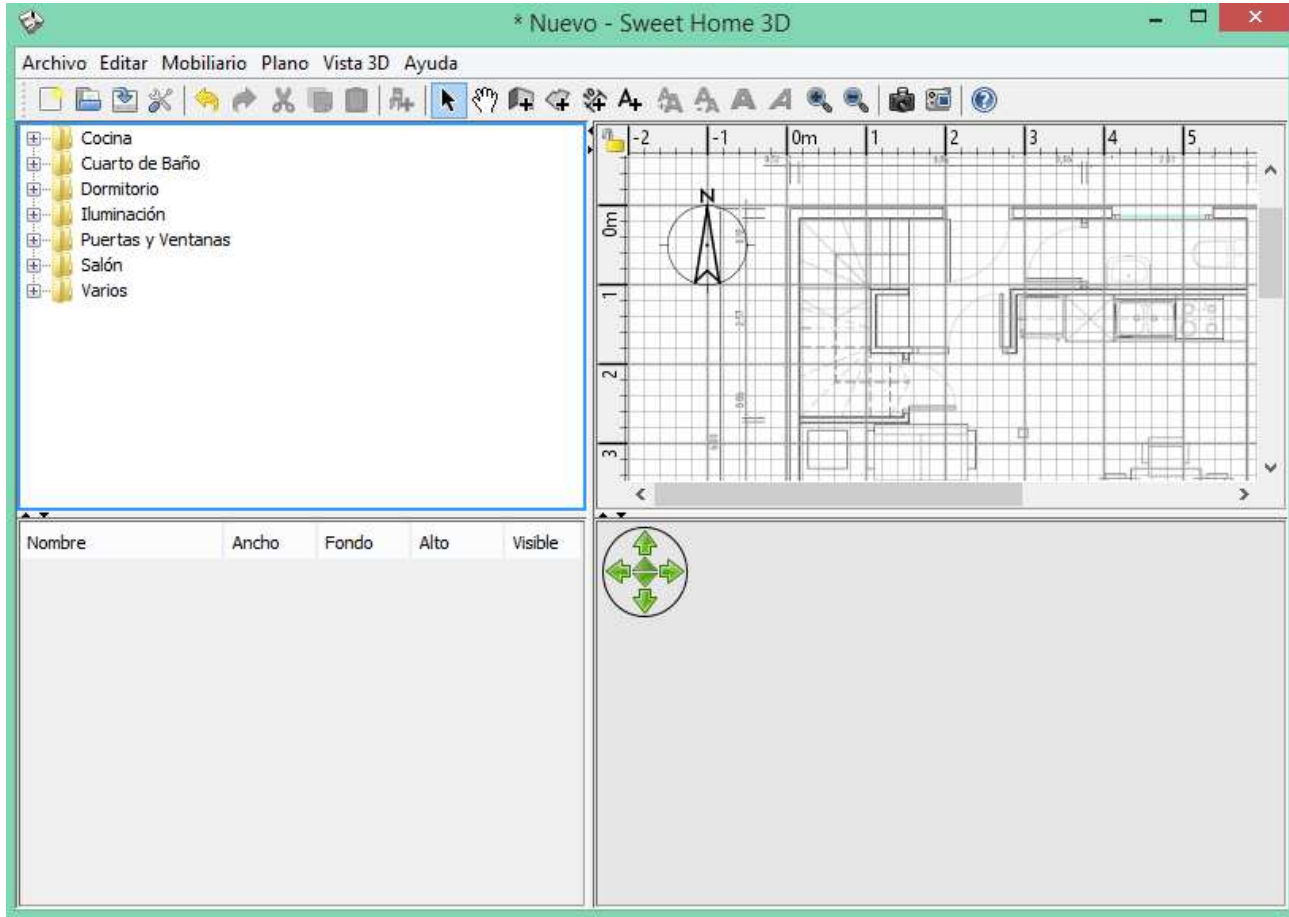 * Nuevo - Sweet Home 3D
Archivo Editar Mobiliario Plano Vista 3D Ayuda
Cocina
Cuarto de Baño
Dormitorio
Iluminación
Puertas y Ventanas
Salón
Varios
-2 -1 0m 1 2 3 4 5
N
0m
1
2
3
Nombre Ancho Fondo Alto Visible